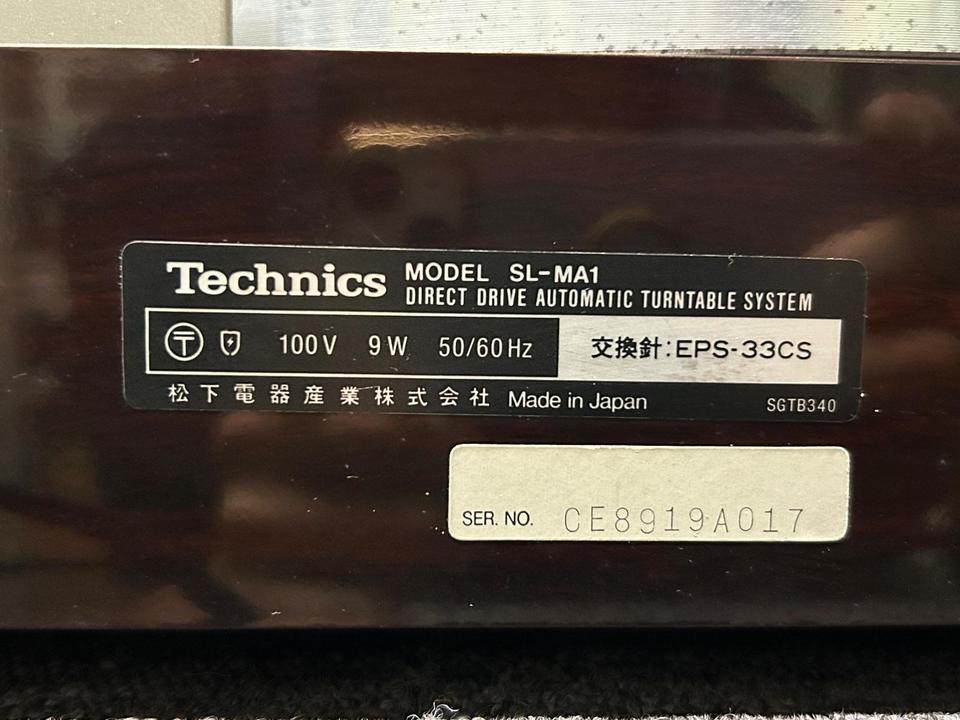 Technics MODEL SL-MA1
DIRECT DRIVE AUTOMATIC TURNTABLE SYSTEM
〒 100V 9W 50/60Hz 交換針:EPS-33CS
松下電器産業株式会社 Made in Japan SGTB340
SER. NO. CE8919A017